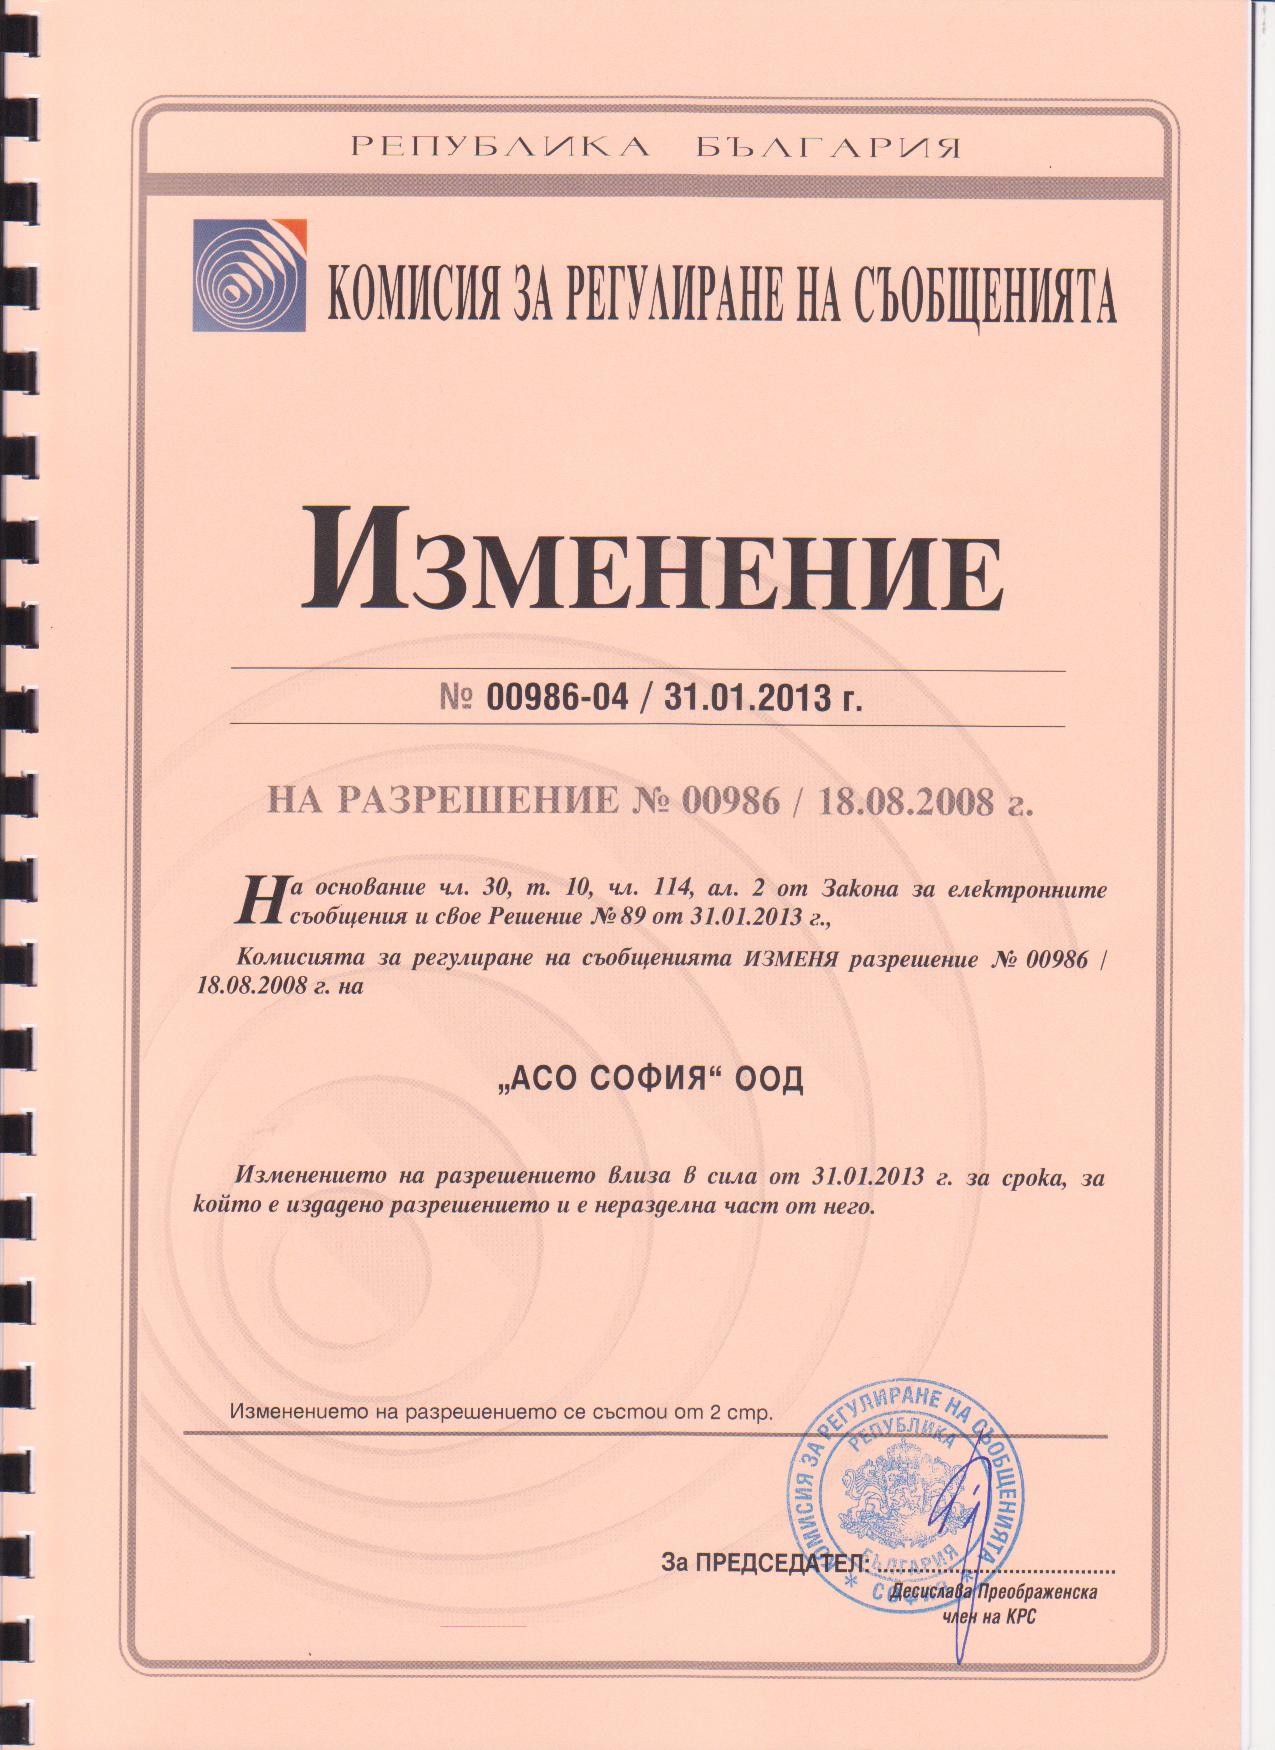 РЕПУБЛИКА БЪЛГАРИЯ
КОМИСИЯ ЗА РЕГУЛИРАНЕ НА СЪОБЩЕНИЯТА
ИЗМЕНЕНИЕ
№ 00986-04 / 31.01.2013 г.
НА РАЗРЕШЕНИЕ № 00986 / 18.08.2008 г.
На основание чл. 30, т. 10, чл. 114, ал. 2 от Закона за електронните
съобщения и свое Решение № 89 от 31.01.2013 г.,
Комисията за регулиране на съобщенията ИЗМЕНЯ разрешение № 00986 /
18.08.2008 г. на
„АСО СОФИЯ“ ООД
Изменението на разрешението влиза в сила от 31.01.2013 г. за срока, за
който е издадено разрешението и е неразделна част от него.
Изменението на разрешението се състои от 2 стр.
КОМИСИЯ ЗА РЕГУЛИРАНЕ НА СЪОБЩЕНИЯТА
РЕПУБЛИКА
БЪЛГАРИЯ
* СОФИЯ *
За ПРЕДСЕДАТЕЛ: ....................................
Десислава Преображенска
член на КРС